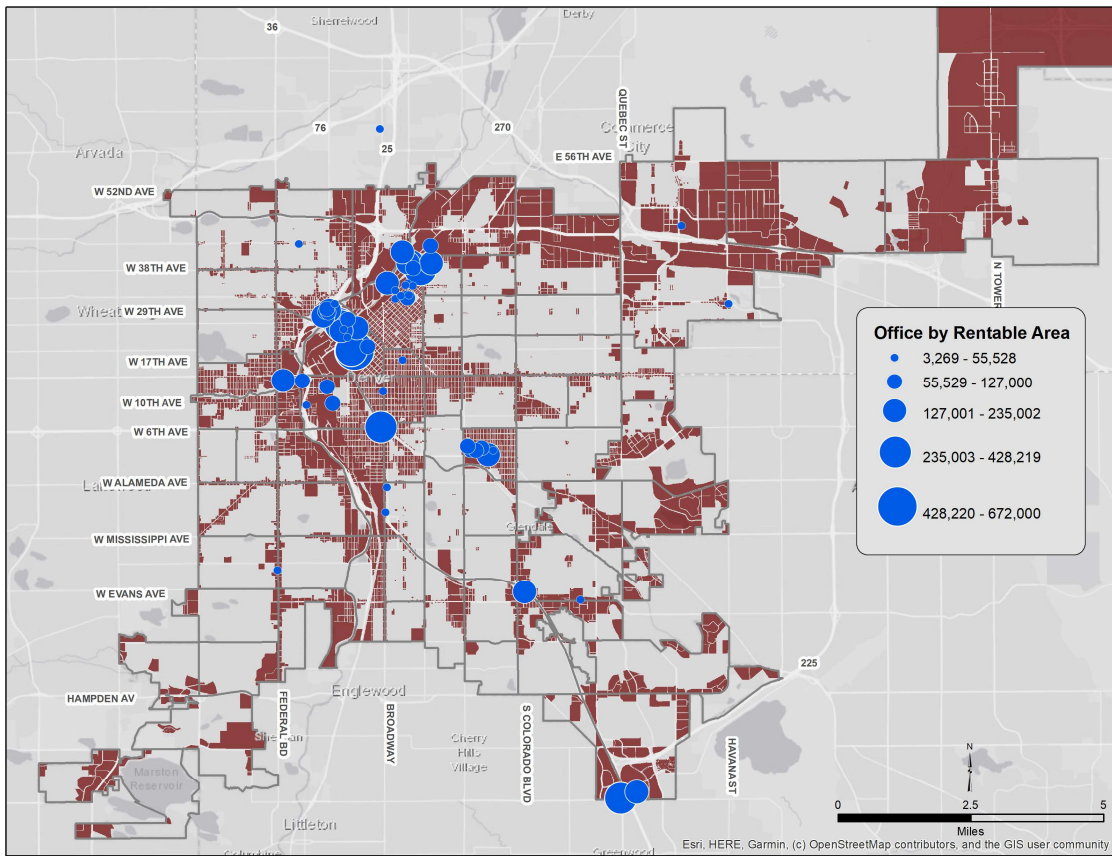 Sherrelwood
Derby
36
76
270
25
Commerce
City
QUEBEC ST
E 56TH AVE
Arvada
W 52ND AVE
W 38TH AVE
W 29TH AVE
W 17TH AVE
Denver
W 10TH AVE
W 6TH AVE
W ALAMEDA AVE
Glendale
W MISSISSIPPI AVE
W EVANS AVE
N TOWER
Office by Rentable Area
3,269 - 55,528
55,529 - 127,000
127,001 - 235,002
235,003 - 428,219
428,220 - 672,000
225
Englewood
HAMPDEN AV
FEDERAL BD
BROADWAY
S COLORADO BLVD
HAVANA ST
Cherry
Hills
Village
Marston
Reservoir
Littleton
Columbine
Greenwood
N
0
2.5
5
Miles
Esri, HERE, Garmin, (c) OpenStreetMap contributors, and the GIS user community